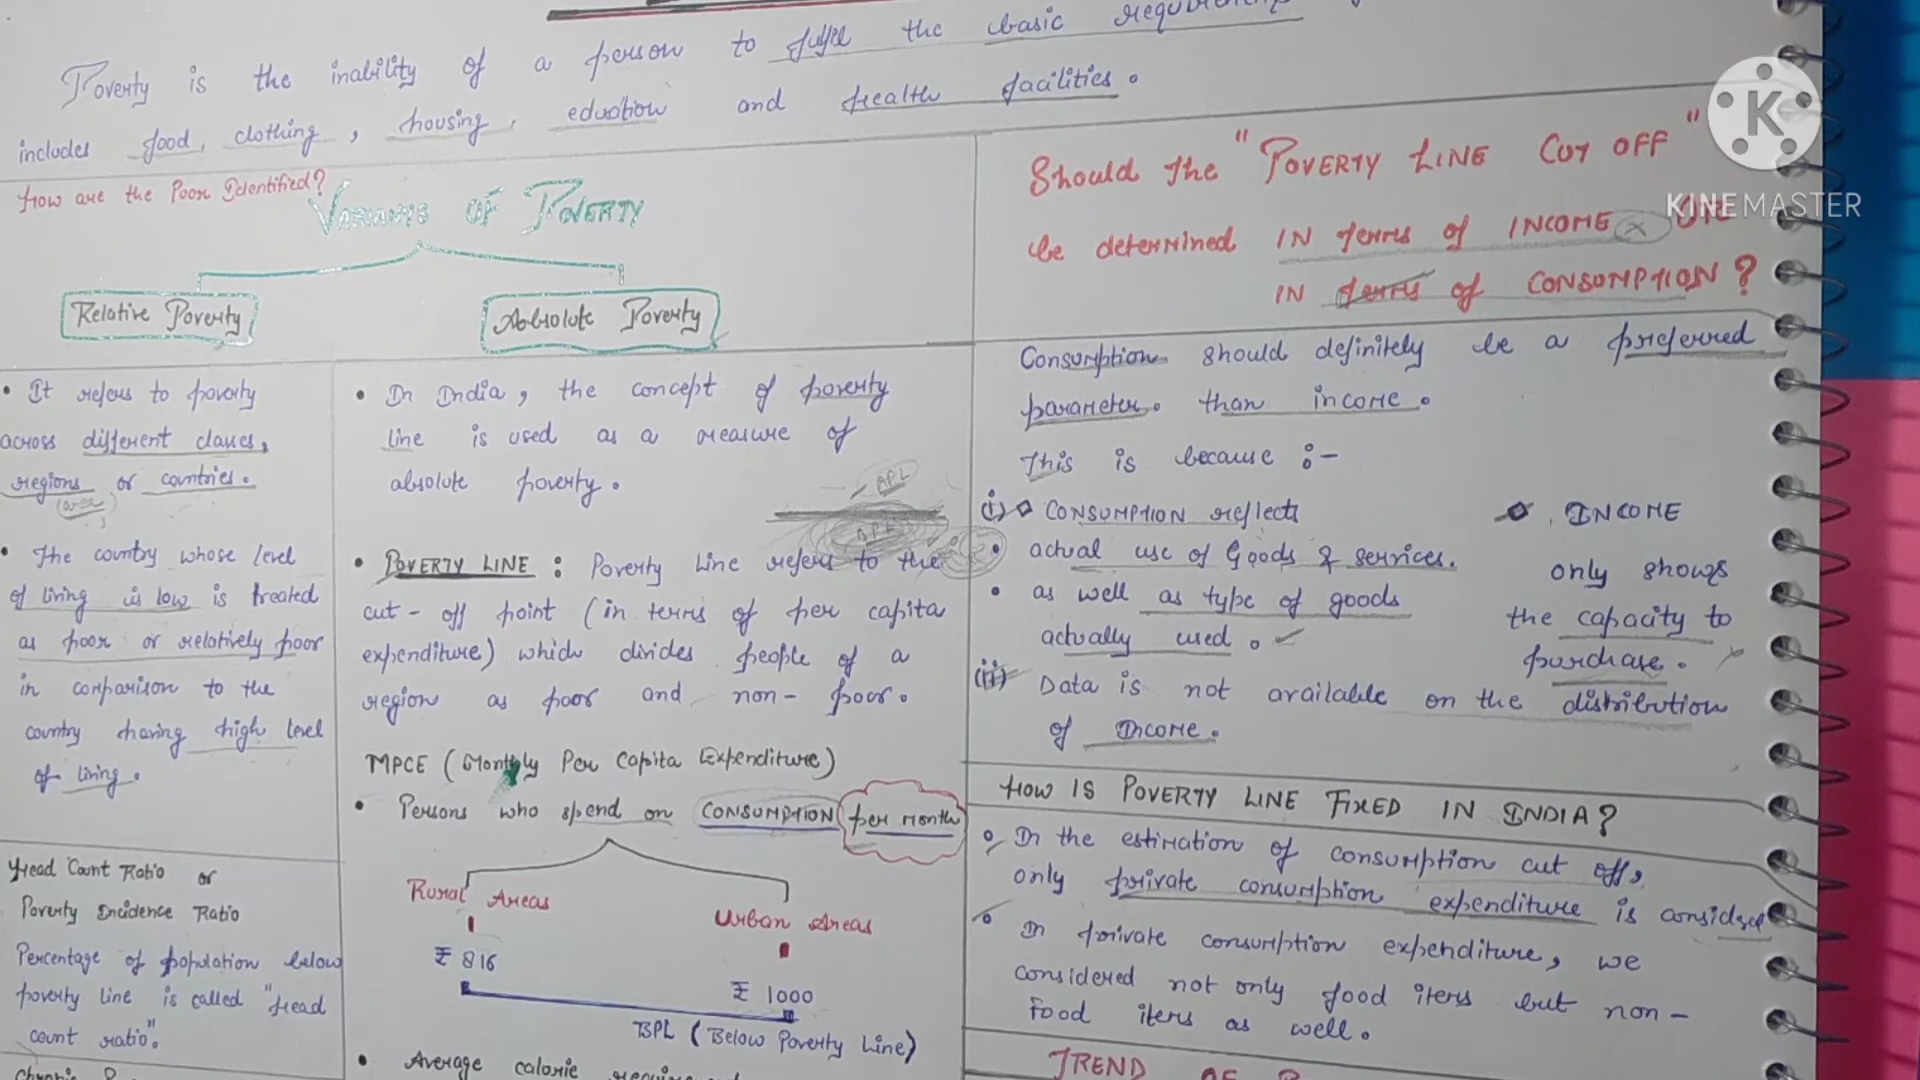 Poverty is the inability of a person to fulfil the basic requirements
includes food, clothing, housing, eduction and health facilities.
How are the Poor Identified?
VARIANTS OF POVERTY
Relative Poverty
Absolute Poverty
• It refers to poverty
across different classes,
regions or countries.
(area)
• The country whose level
of living is low is treated
as poor or relatively poor
in comparison to the
country having high level
of living.
Head Count Ratio or
Poverty Incidence Ratio
Percentage of population below
poverty line is called "Head
count ratio".
• In India, the concept of poverty
line is used as a measure of
absolute poverty.
APL
BPL
• POVERTY LINE : Poverty Line refers to the
cut-off point (in terms of per capita
expenditure) which divides people of a
region as poor and non-poor.
MPCE (Monthly Per Capita Expenditure)
• Persons who spend on CONSUMPTION per month
Rural Areas
Urban Areas
₹ 816
₹ 1000
BPL (Below Poverty Line)
• Average calorie
Should the "POVERTY LINE CUT OFF"
be determined IN terms of INCOME x OR
IN terms of CONSUMPTION?
Consumption should definitely be a preferred
parameter. than income.
This is because :-
(i) CONSUMPTION reflects
• actual use of Goods & services.
• as well as type of goods
actually used.
INCOME
only shows
the capacity to
purchase.
(ii) Data is not available on the distribution
of Income.
HOW IS POVERTY LINE FIXED IN INDIA?
In the estimation of consumption cut off,
only private consumption expenditure is considered
In private consumption expenditure, we
considered not only food items but non-
Food items as well.
TREND OF
K
KINEMASTER